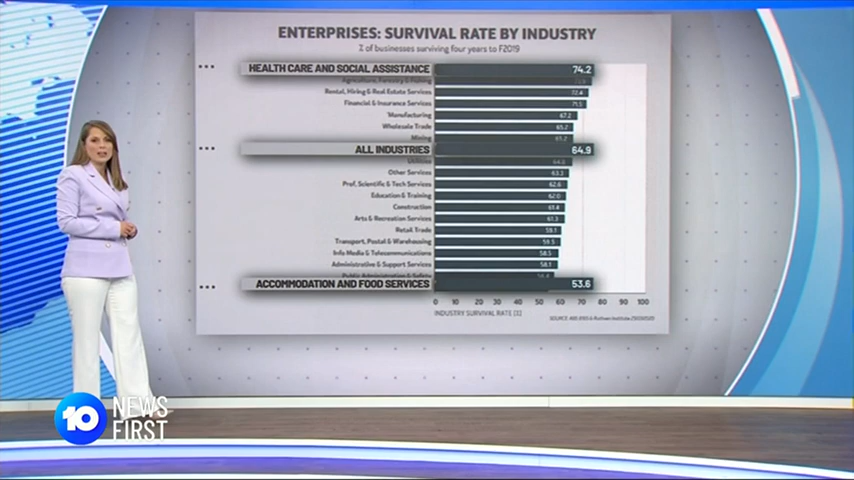 ENTERPRISES: SURVIVAL RATE BY INDUSTRY
% of businesses surviving four years to F2019
HEALTH CARE AND SOCIAL ASSISTANCE 74.2
Agriculture, Forestry & Fishing
Rental, Hiring & Real Estate Services 72.4
Financial & Insurance Services 71.5
Manufacturing 67.2
Wholesale Trade 65.2
Mining
ALL INDUSTRIES 64.9
Utilities
Other Services 63.3
Prof, Scientific & Tech Services 62.6
Education & Training 62.0
Construction 61.8
Arts & Recreation Services 61.3
Retail Trade 59.1
Transport, Postal & Warehousing 58.5
Info Media & Telecommunications 58.5
Administrative & Support Services 58.1
Public Administration & Safety
ACCOMMODATION AND FOOD SERVICES 53.6
0 10 20 30 40 50 60 70 80 90 100
INDUSTRY SURVIVAL RATE (%)
10 NEWS
FIRST